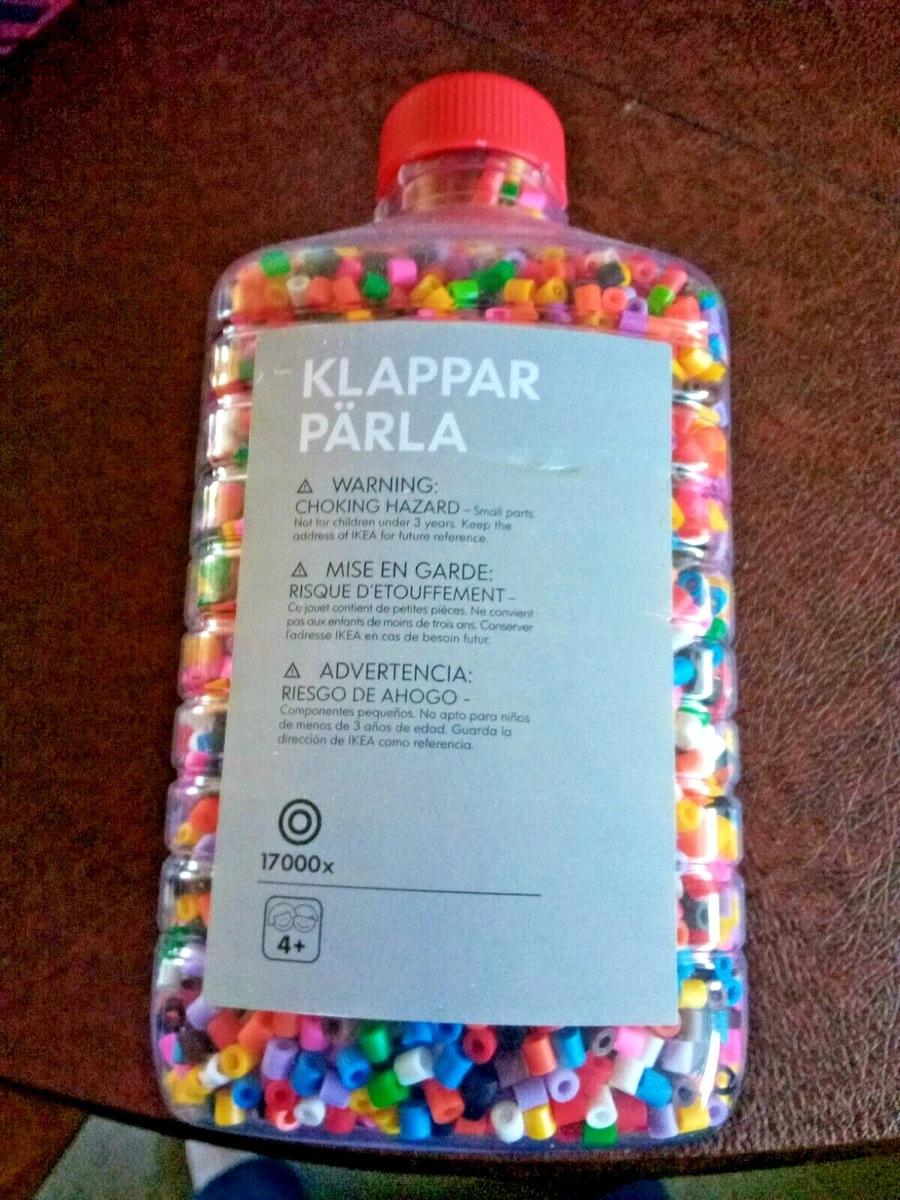 KLAPPAR
PÄRLA
⚠ WARNING:
CHOKING HAZARD – Small parts.
Not for children under 3 years. Keep the
address of IKEA for future reference.
⚠ MISE EN GARDE:
RISQUE D'ETOUFFEMENT –
Ce jouet contient de petites pièces. Ne convient
pas aux enfants de moins de trois ans. Conserver
l'adresse IKEA en cas de besoin futur.
⚠ ADVERTENCIA:
RIESGO DE AHOGO –
Componentes pequeños. No apto para niños
de menos de 3 años de edad. Guarda la
dirección de IKEA como referencia.
17000x
4+